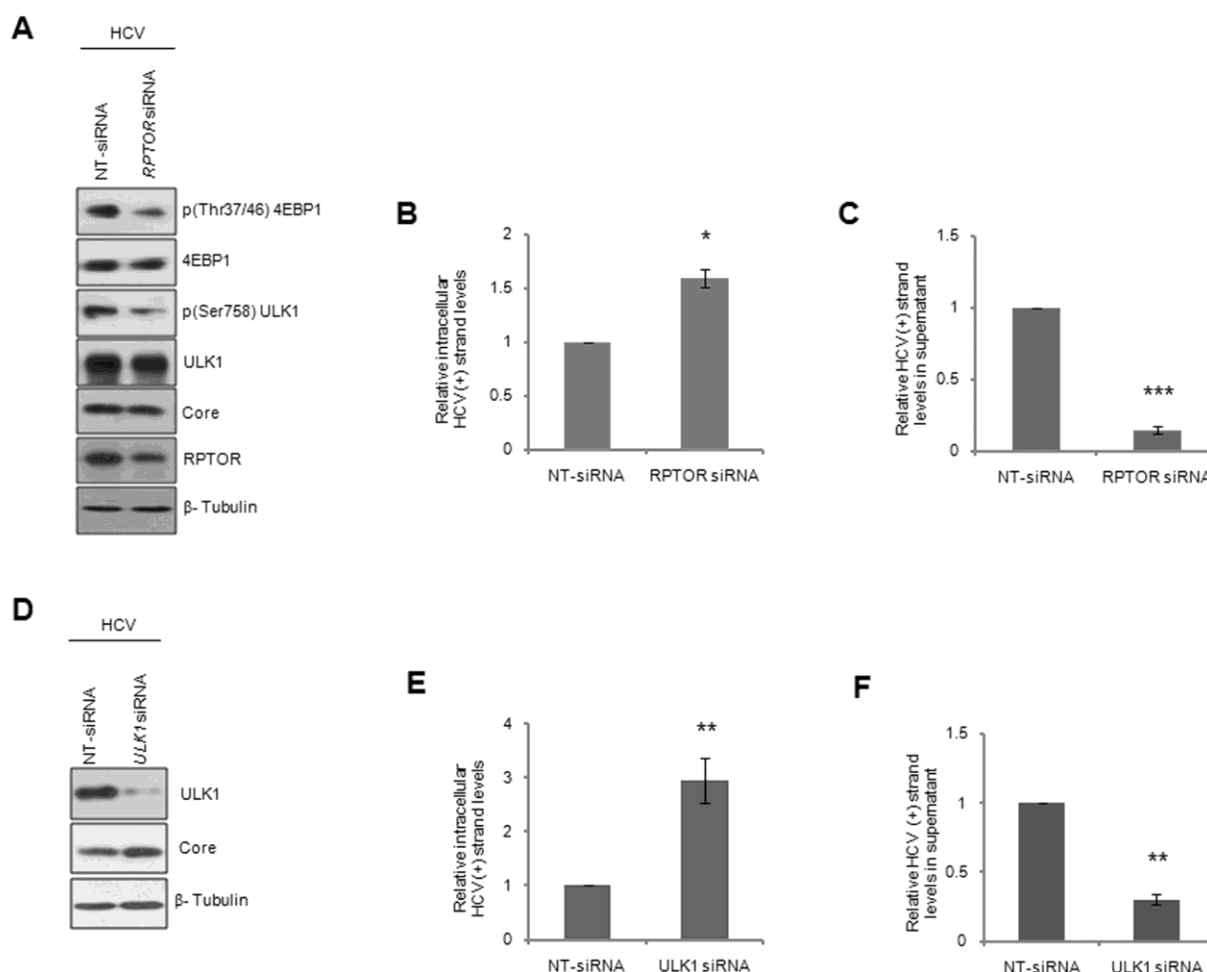 A
HCV
NT-siRNA
RPTOR siRNA
p(Thr37/46) 4EBP1
4EBP1
p(Ser758) ULK1
ULK1
Core
RPTOR
β- Tubulin
B
Relative intracellular
HCV (+) strand levels
2
1.5
1
0.5
0
*
NT-siRNA
RPTOR siRNA
C
Relative HCV (+) strand
levels in supernatant
1.5
1
0.5
0
***
NT-siRNA
RPTOR siRNA
D
HCV
NT-siRNA
ULK1 siRNA
ULK1
Core
β- Tubulin
E
Relative intracellular
HCV (+) strand levels
4
3
2
1
0
**
NT-siRNA
ULK1 siRNA
F
Relative HCV (+) strand
levels in supernatant
1.5
1
0.5
0
**
NT-siRNA
ULK1 siRNA